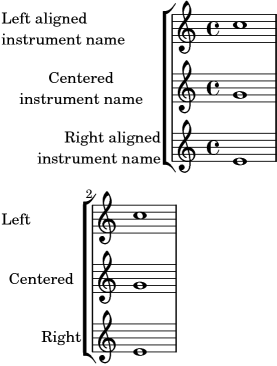 Left aligned
instrument name
Centered
instrument name
Right aligned
instrument name
2
Left
Centered
Right